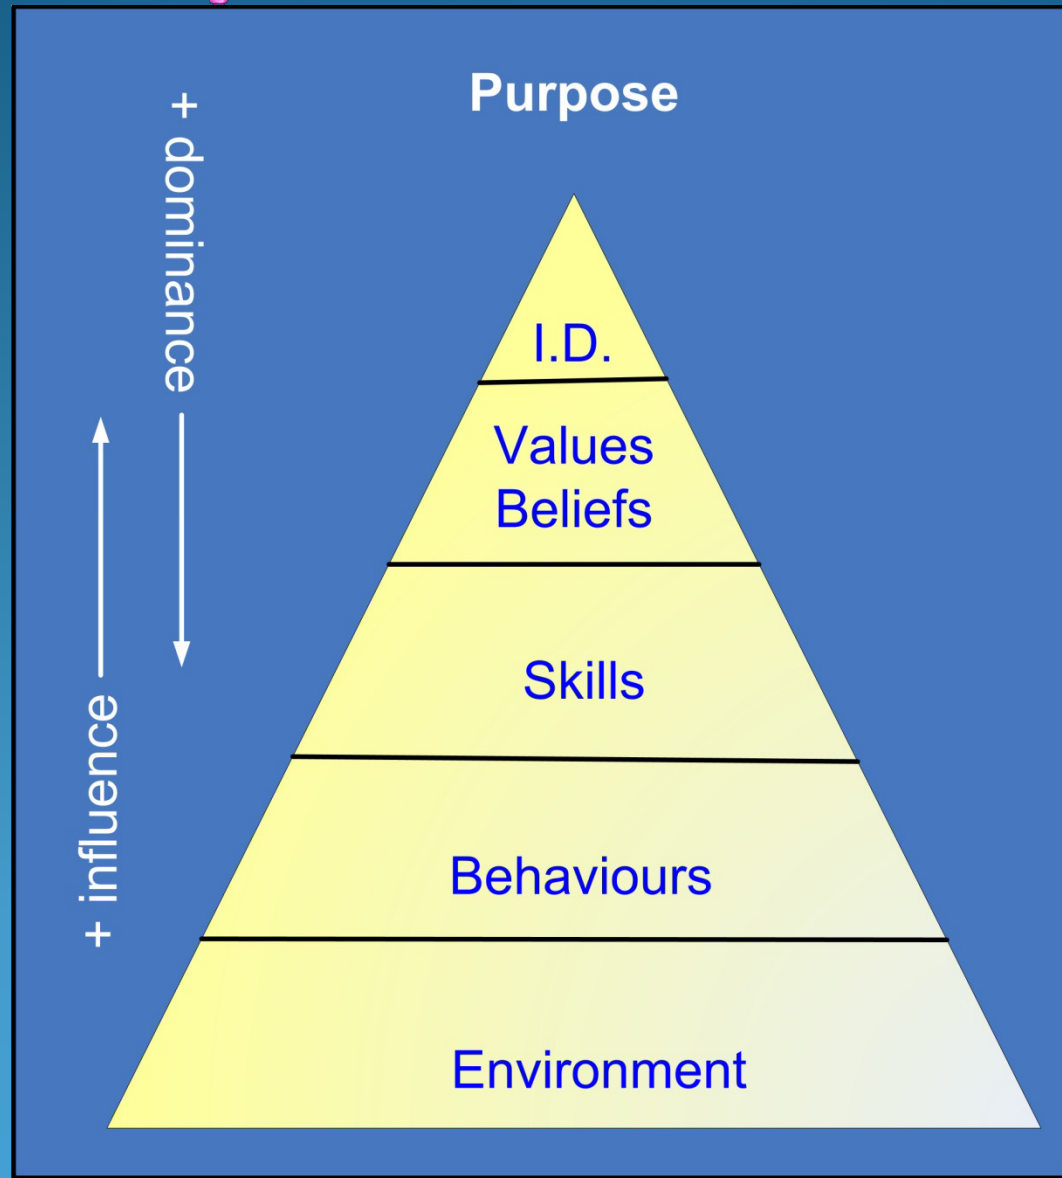 Purpose
+ dominance
I.D.
Values
Beliefs
Skills
+ influence
Behaviours
Environment